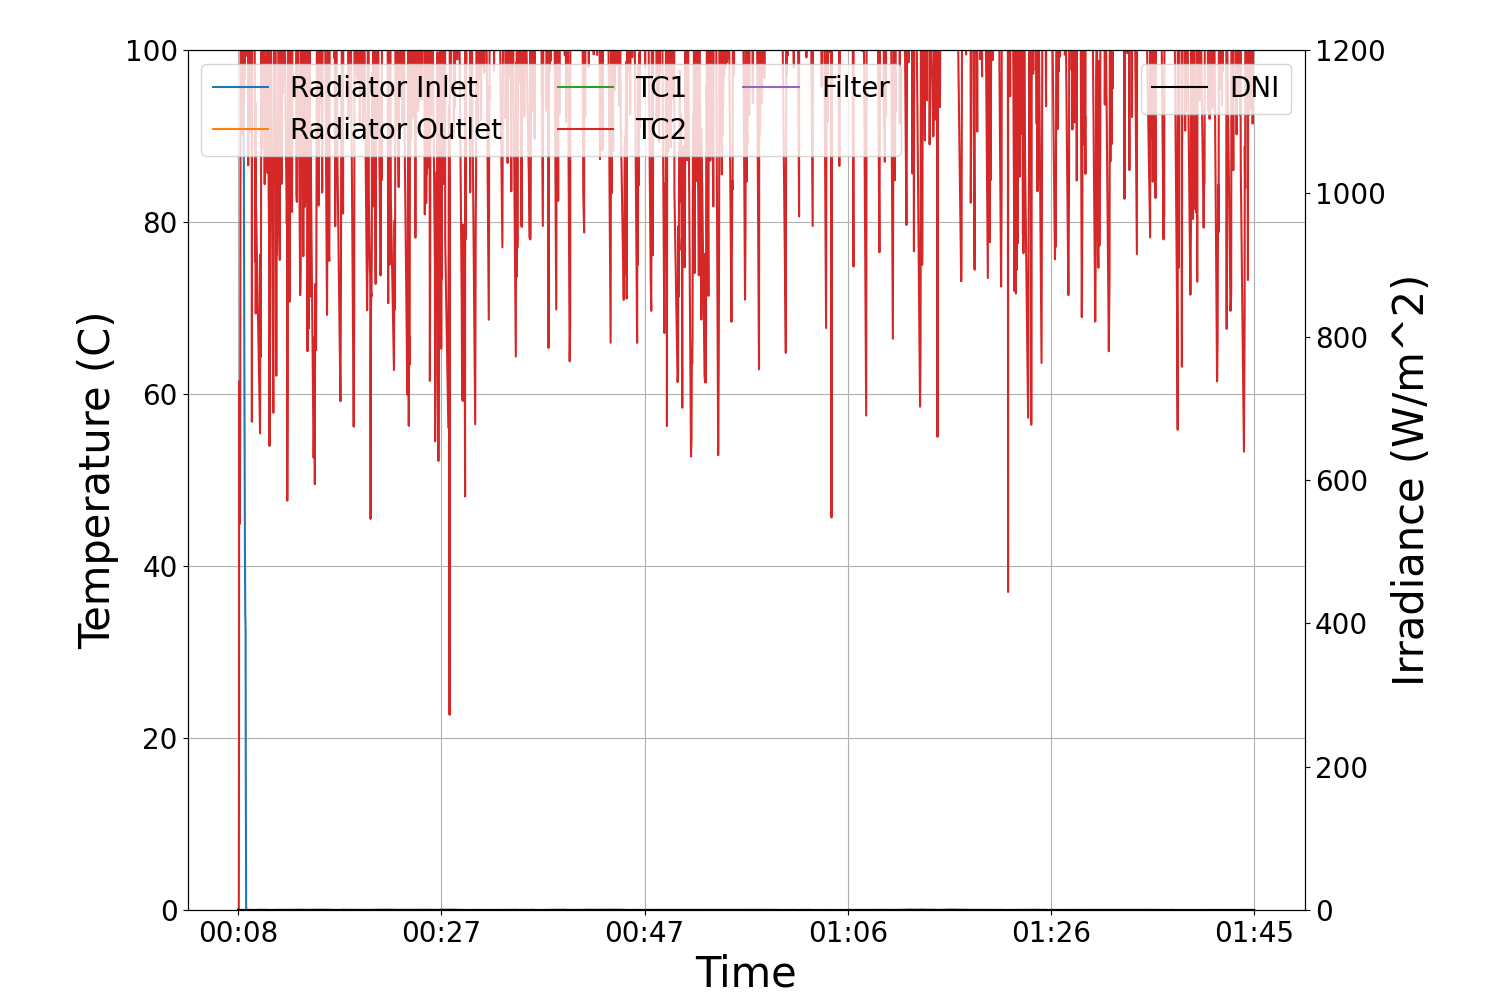 100
80
60
40
20
0
Temperature (C)
Radiator Inlet
Radiator Outlet
TC1
TC2
Filter
DNI
1200
1000
800
600
400
200
0
Irradiance (W/m^2)
00:08
00:27
00:47
01:06
01:26
01:45
Time